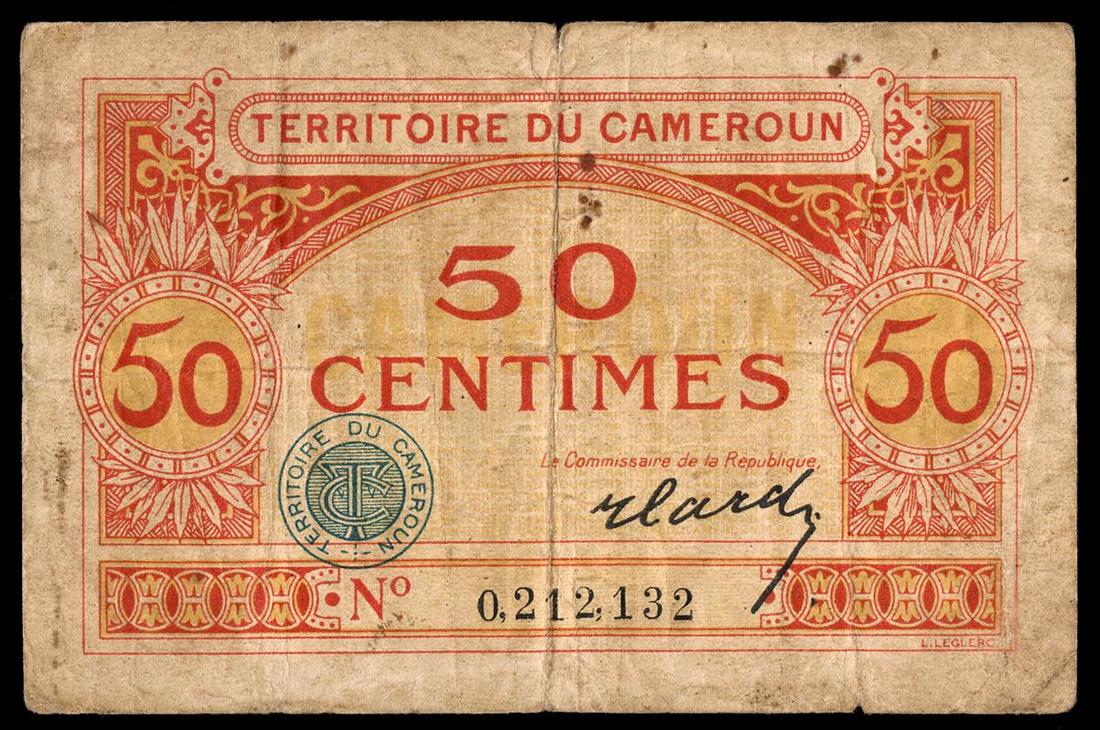 TERRITOIRE DU CAMEROUN
50
CENTIMES
50
50
Le Commissaire de la Republique,
TERRITOIRE DU CAMEROUN
TC
Nº
0,212,132
L. LEGLERC